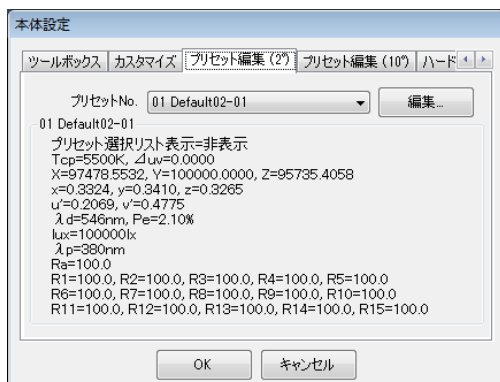 本体設定
ツールボックス カスタマイズ プリセット編集 (2°) プリセット編集 (10°) ハード
プリセットNo. 01 Default02-01 編集...
01 Default02-01
プリセット選択リスト表示=非表示
Tcp=5500K, ⊿uv=0.0000
X=97478.5532, Y=100000.0000, Z=95735.4058
x=0.3324, y=0.3410, z=0.3265
u'=0.2069, v'=0.4775
λd=546nm, Pe=2.10%
lux=100000lx
λp=380nm
Ra=100.0
R1=100.0, R2=100.0, R3=100.0, R4=100.0, R5=100.0
R6=100.0, R7=100.0, R8=100.0, R9=100.0, R10=100.0
R11=100.0, R12=100.0, R13=100.0, R14=100.0, R15=100.0
OK キャンセル